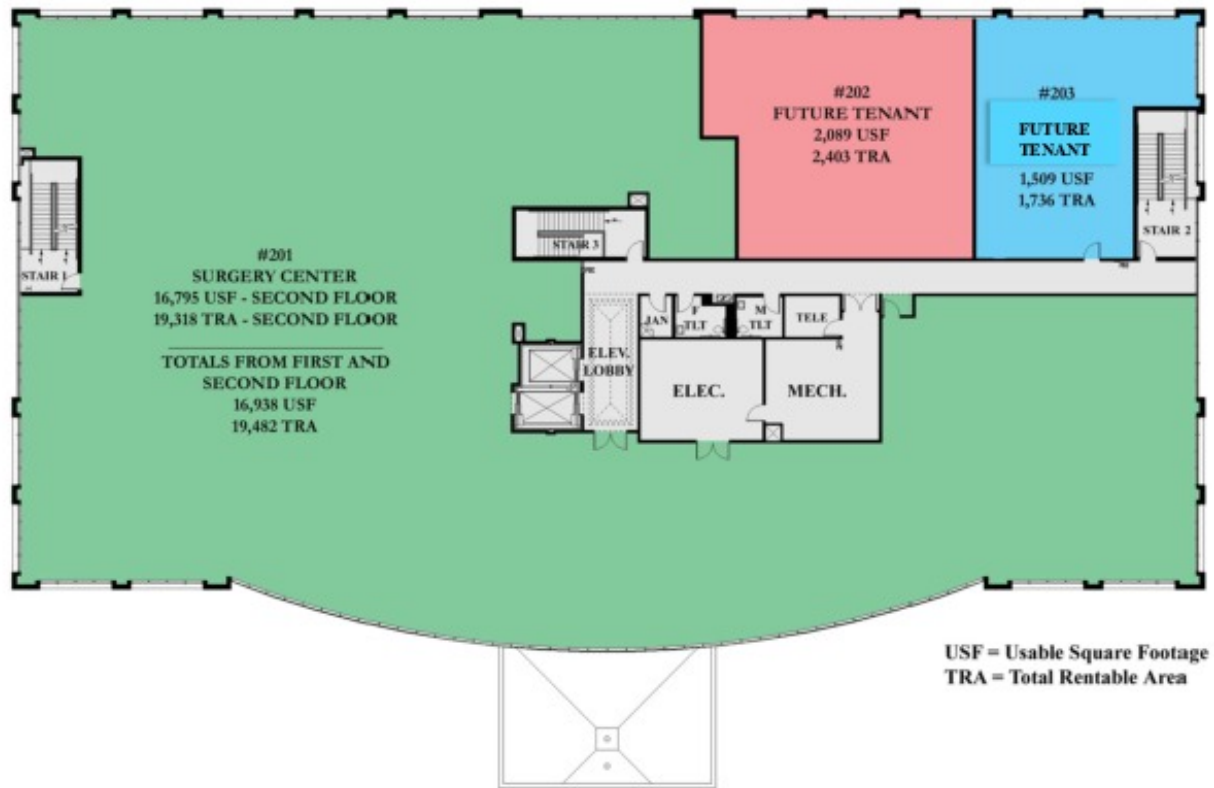 #202
FUTURE TENANT
2,089 USF
2,403 TRA
#203
FUTURE
TENANT
1,509 USF
1,736 TRA
STAIR 1
STAIR 3
STAIR 2
#201
SURGERY CENTER
16,795 USF - SECOND FLOOR
19,318 TRA - SECOND FLOOR
TOTALS FROM FIRST AND
SECOND FLOOR
16,938 USF
19,482 TRA
ELEV.
LOBBY
JAN
F
TLT
M
TLT
TELE
ELEC.
MECH.
USF = Usable Square Footage
TRA = Total Rentable Area